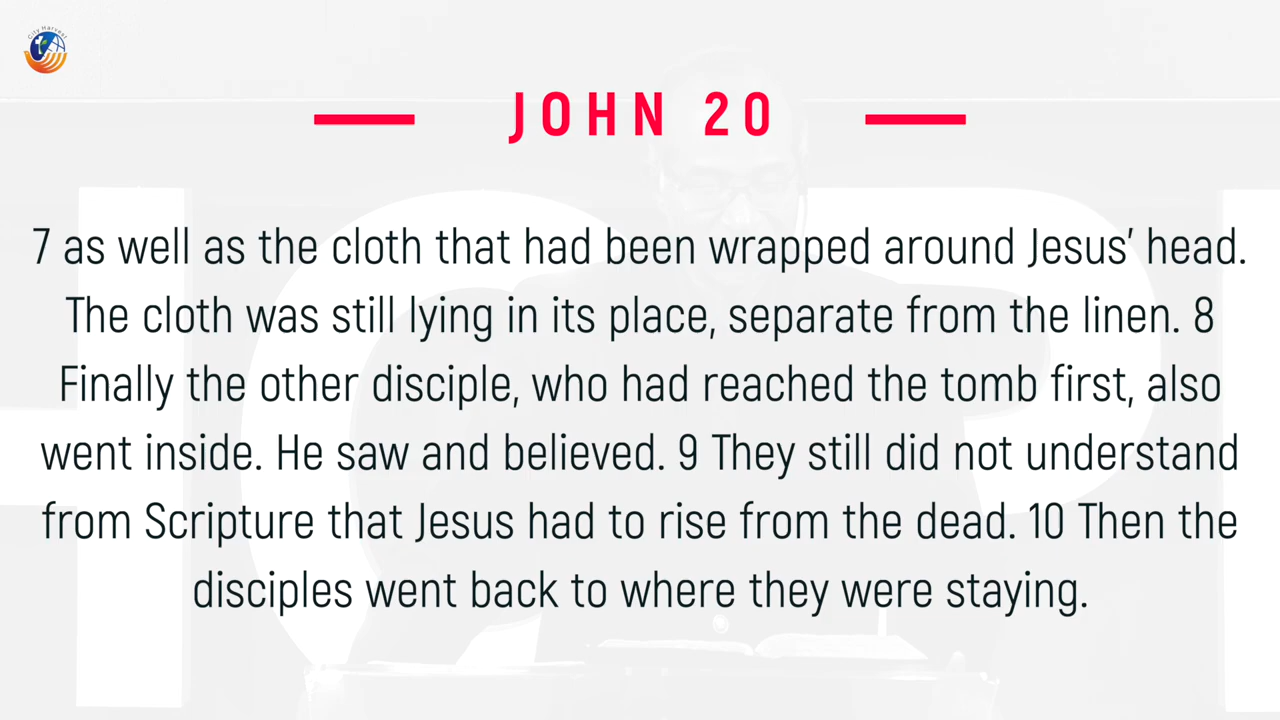 City Harvest
JOHN 20
7 as well as the cloth that had been wrapped around Jesus’ head.
The cloth was still lying in its place, separate from the linen. 8
Finally the other disciple, who had reached the tomb first, also
went inside. He saw and believed. 9 They still did not understand
from Scripture that Jesus had to rise from the dead. 10 Then the
disciples went back to where they were staying.